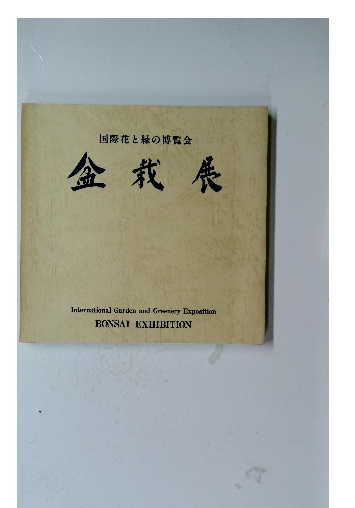 国際花と緑の博覧会
盆栽展
International Garden and Greenery Exposition
BONSAI EXHIBITION